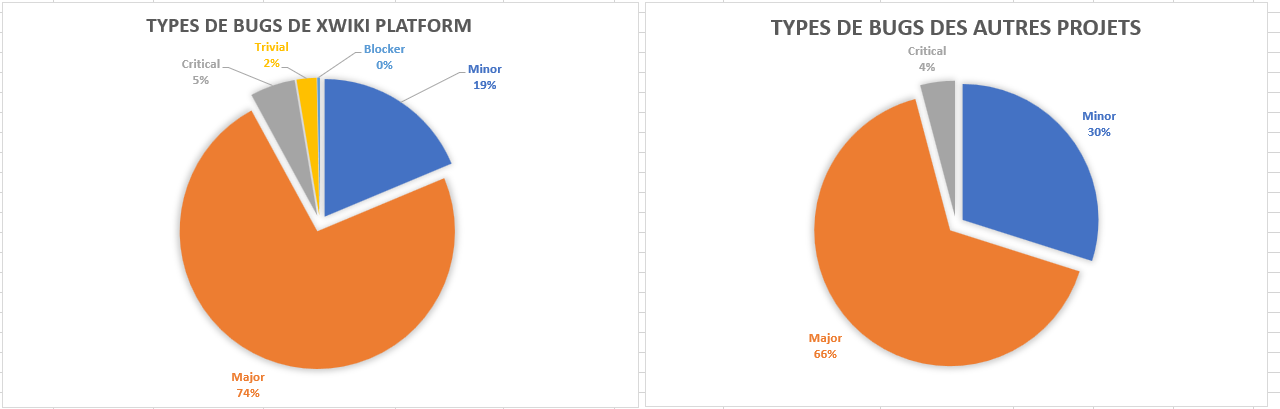 TYPES DE BUGS DE XWIKI PLATFORM
Trivial
2%
Blocker
0%
Critical
5%
Minor
19%
Major
74%
TYPES DE BUGS DES AUTRES PROJETS
Critical
4%
Minor
30%
Major
66%